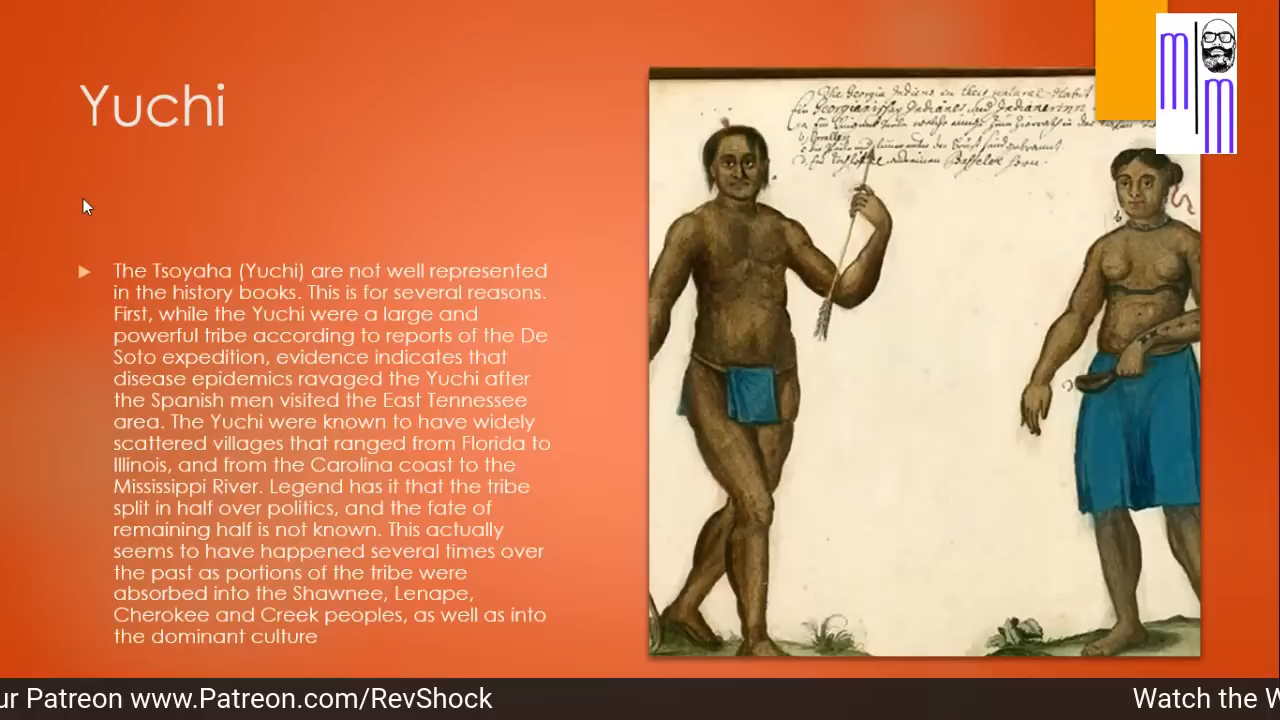 Yuchi
The Tsoyaha (Yuchi) are not well represented
in the history books. This is for several reasons.
First, while the Yuchi were a large and
powerful tribe according to reports of the De
Soto expedition, evidence indicates that
disease epidemics ravaged the Yuchi after
the Spanish men visited the East Tennessee
area. The Yuchi were known to have widely
scattered villages that ranged from Florida to
Illinois, and from the Carolina coast to the
Mississippi River. Legend has it that the tribe
split in half over politics, and the fate of
remaining half is not known. This actually
seems to have happened several times over
the past as portions of the tribe were
absorbed into the Shawnee, Lenape,
Cherokee and Creek peoples, as well as into
the dominant culture
The Georgia Indians in their natural
m
m
ur Patreon www.Patreon.com/RevShock
Watch the W